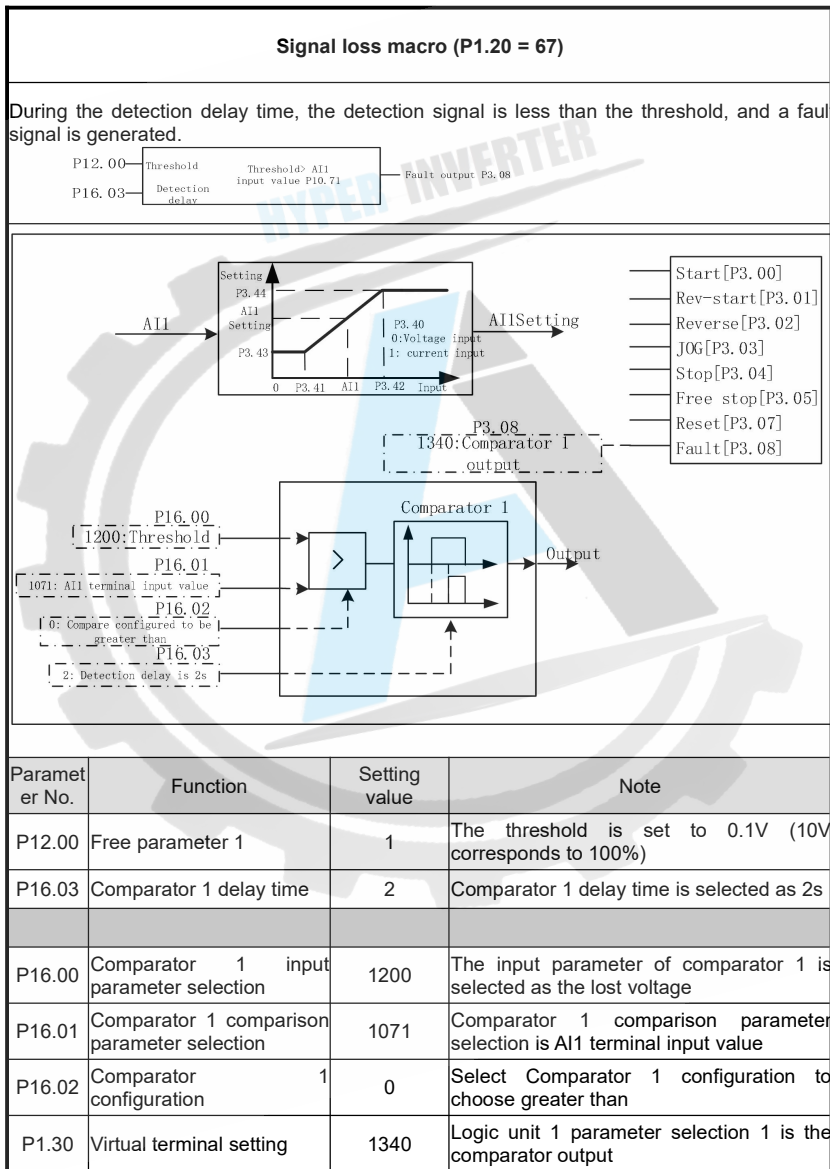 Signal loss macro (P1.20 = 67)
During the detection delay time, the detection signal is less than the threshold, and a faul
signal is generated.
P12.00 Threshold Threshold> AI1
input value P10.71 Fault output P3.08
P16.03 Detection
delay
HYPER INVERTER
Setting
P3.44
AI1
Setting
P3.43
P3.40
0:Voltage input
1: current input
0 P3.41 AI1 P3.42 Input
AI1
AI1Setting
Start[P3.00]
Rev-start[P3.01]
Reverse[P3.02]
JOG[P3.03]
Stop[P3.04]
Free stop[P3.05]
Reset[P3.07]
Fault[P3.08]
P3.08
1340:Comparator 1
output
Comparator 1
P16.00
1200:Threshold
P16.01
1071: AI1 terminal input value
P16.02
0: Compare configured to be
greater than
P16.03
2: Detection delay is 2s
>
Output
Paramet
er No.
Function
Setting
value
Note
P12.00 Free parameter 1 1 The threshold is set to 0.1V (10V
corresponds to 100%)
P16.03 Comparator 1 delay time 2 Comparator 1 delay time is selected as 2s
P16.00 Comparator 1 input
parameter selection 1200 The input parameter of comparator 1 is
selected as the lost voltage
P16.01 Comparator 1 comparison
parameter selection 1071 Comparator 1 comparison parameter
selection is AI1 terminal input value
P16.02 Comparator 1
configuration 0 Select Comparator 1 configuration to
choose greater than
P1.30 Virtual terminal setting 1340 Logic unit 1 parameter selection 1 is the
comparator output